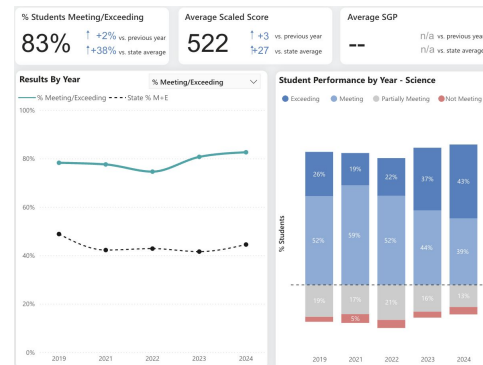 % Students Meeting/Exceeding
83%
↑ +2% vs. previous year
↑+38% vs. state average
Average Scaled Score
522
↑ +3 vs. previous year
↑+27 vs. state average
Average SGP
--
n/a vs. previous yea
n/a vs. state average
Results By Year
% Meeting/Exceeding
% Meeting/Exceeding State % M+E
100%
80%
60%
40%
20%
0%
2019 2021 2022 2023 2024
Student Performance by Year - Science
Exceeding Meeting Partially Meeting Not Meeting
% Students
26% 19% 22% 37% 43%
52% 59% 52% 44% 39%
19% 17% 21% 16% 13%
5%
2019 2021 2022 2023 2024